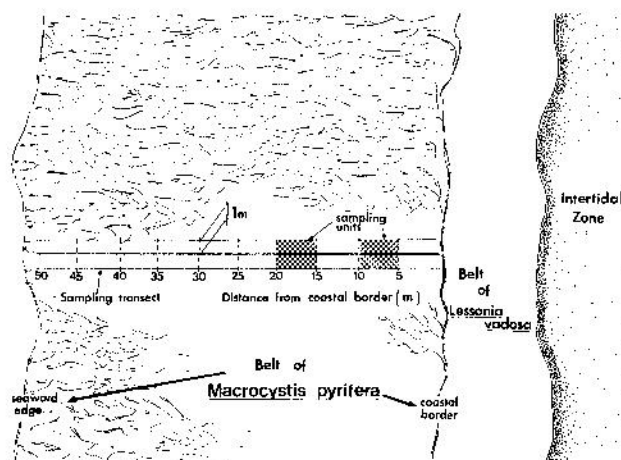 1m
sampling
units
Intertidal
Zone
50 45 40 35 30 25 20 15 10 5
Sampling transect
Distance from coastal border (m)
Belt
of
Lessonia
vadosa
Belt of
Macrocystis pyrifera
seaward
edge
coastal
border